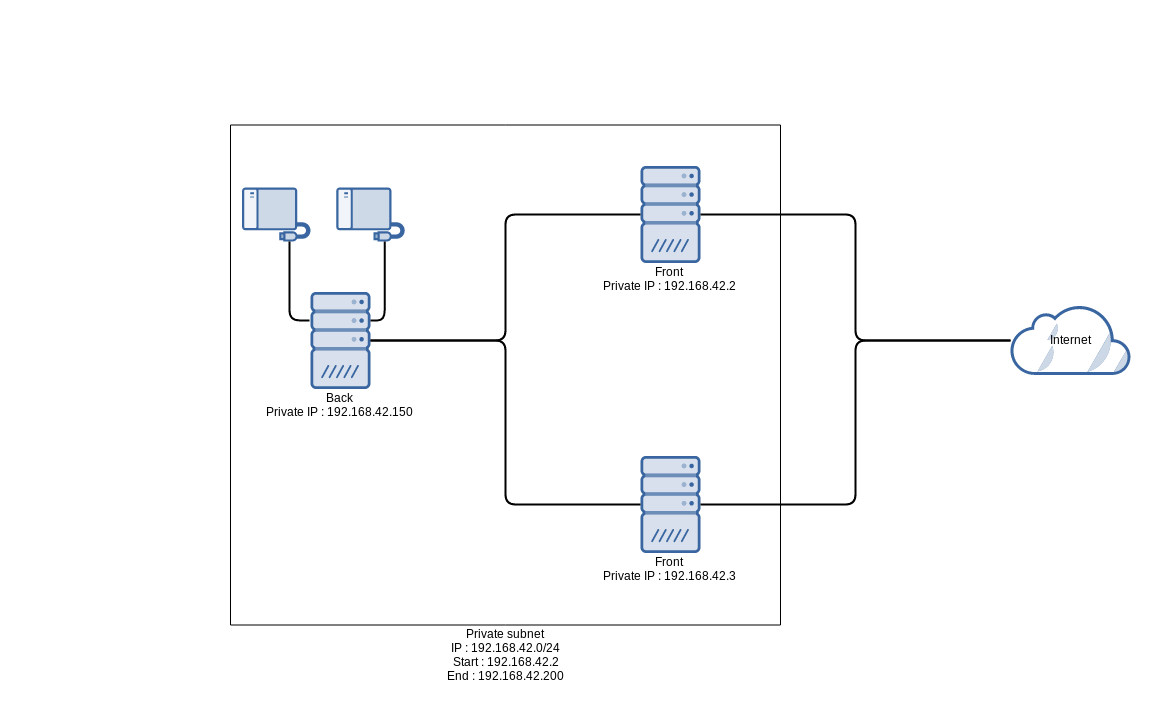 Front
Private IP : 192.168.42.2
Internet
Back
Private IP : 192.168.42.150
Front
Private IP : 192.168.42.3
Private subnet
IP : 192.168.42.0/24
Start : 192.168.42.2
End : 192.168.42.200